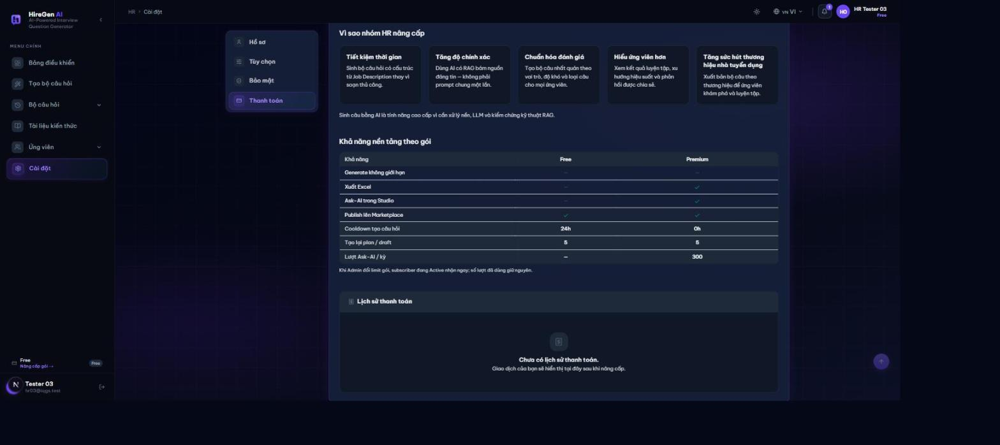 HireGen AI
AI-Powered Interview
Question Generator
MENU CHÍNH
Bảng điều khiển
Tạo bộ câu hỏi
Bộ câu hỏi
Tài liệu kiến thức
Ứng viên
Cài đặt
Free
Nâng cấp gói →
Free
N
Tester 03
hr03@iqgs.test
HR › Cài đặt
VN VI
1
H0
HR Tester 03
Free
Hồ sơ
Tùy chọn
Bảo mật
Thanh toán
Vì sao nhóm HR nâng cấp
Tiết kiệm thời gian
Sinh bộ câu hỏi có cấu trúc
từ Job Description thay vì
soạn thủ công.
Tăng độ chính xác
Dùng AI có RAG bám nguồn
đáng tin — không phải
prompt chung một lần.
Chuẩn hóa đánh giá
Tạo bộ câu nhất quán theo
vai trò, độ khó và loại câu
cho mọi ứng viên.
Hiểu ứng viên hơn
Xem kết quả luyện tập, xu
hướng hiệu suất và phản
hồi được chia sẻ.
Tăng sức hút thương
hiệu nhà tuyển dụng
Xuất bản bộ câu theo
thương hiệu để ứng viên
khám phá và luyện tập.
Sinh câu bằng AI là tính năng cao cấp vì cần xử lý nền, LLM và kiểm chứng kỹ thuật RAG.
Khả năng nền tảng theo gói
Khả năng Free Premium
Generate không giới hạn — —
Xuất Excel — ✓
Ask-AI trong Studio — ✓
Publish lên Marketplace ✓ ✓
Cooldown tạo câu hỏi 24h 0h
Tạo lại plan / draft 5 5
Lượt Ask-AI / kỳ — 300
Khi Admin đổi limit gói, subscriber đang Active nhận ngay; số lượt đã dùng giữ nguyên.
Lịch sử thanh toán
Chưa có lịch sử thanh toán.
Giao dịch của bạn sẽ hiển thị tại đây sau khi nâng cấp.